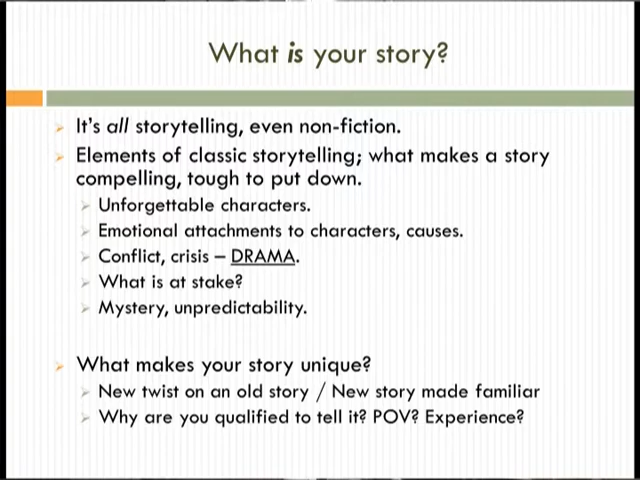 What is your story?
It's all storytelling, even non-fiction.
Elements of classic storytelling; what makes a story
compelling, tough to put down.
Unforgettable characters.
Emotional attachments to characters, causes.
Conflict, crisis – DRAMA.
What is at stake?
Mystery, unpredictability.
What makes your story unique?
New twist on an old story / New story made familiar
Why are you qualified to tell it? POV? Experience?